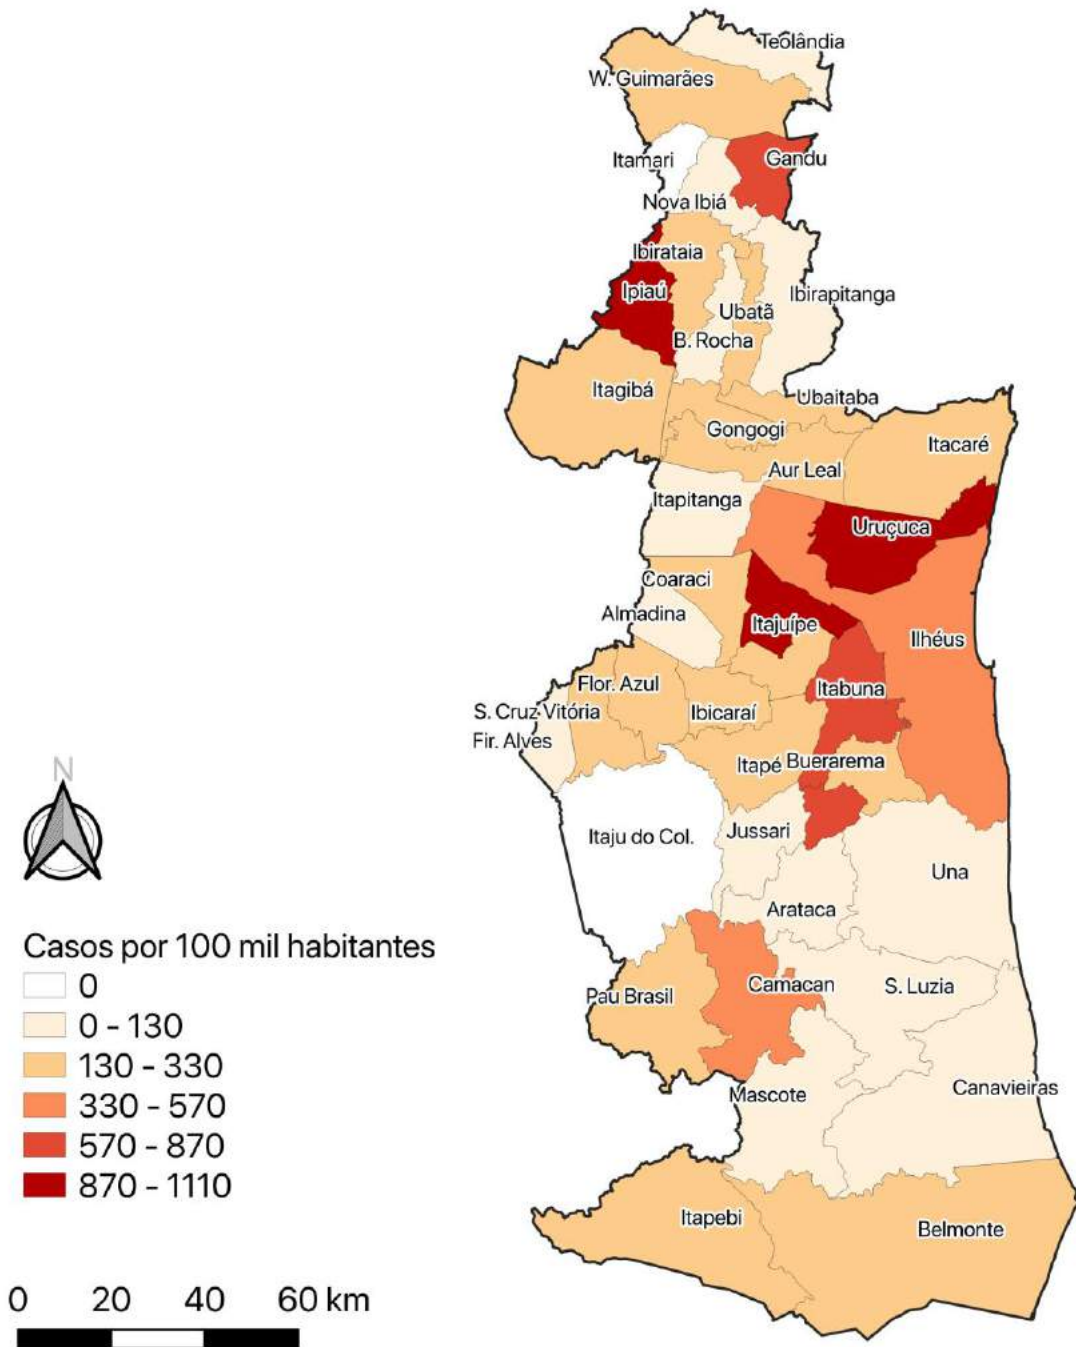 Teolândia
W. Guimarães
Gandu
Itamari
Nova Ibiá
Ibirataia
Ipiaú
Ibirapitanga
Ubatã
B. Rocha
Itagibá
Ubaitaba
Gongogi
Itacaré
Aur Leal
Itapitanga
Uruçuca
Coaraci
Almadina
Itajuípe
Ilhéus
Flor. Azul
Itabuna
S. Cruz Vitória
Ibicaraí
Fir. Alves
Itapé
Buerarema
N
Jussari
Itaju do Col.
Una
Arataca
Casos por 100 mil habitantes
0
0 - 130
130 - 330
330 - 570
570 - 870
870 - 1110
Camacan
S. Luzia
Pau Brasil
Mascote
Canavieiras
Itapebi
Belmonte
0 20 40 60 km